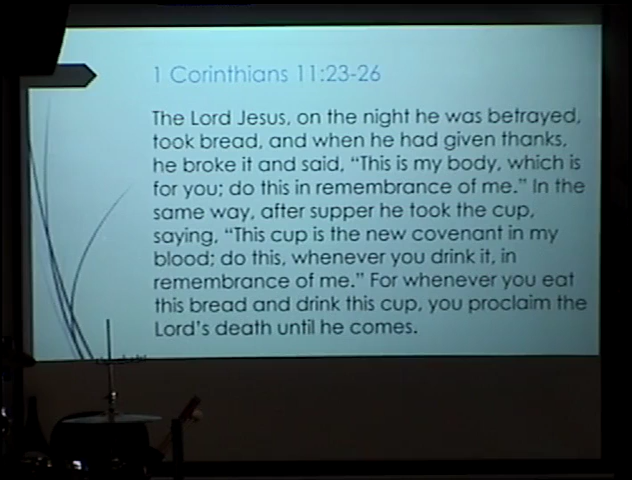 1 Corinthians 11:23-26
The Lord Jesus, on the night he was betrayed,
took bread, and when he had given thanks,
he broke it and said, “This is my body, which is
for you; do this in remembrance of me.” In the
same way, after supper he took the cup,
saying, “This cup is the new covenant in my
blood; do this, whenever you drink it, in
remembrance of me.” For whenever you eat
this bread and drink this cup, you proclaim the
Lord’s death until he comes.